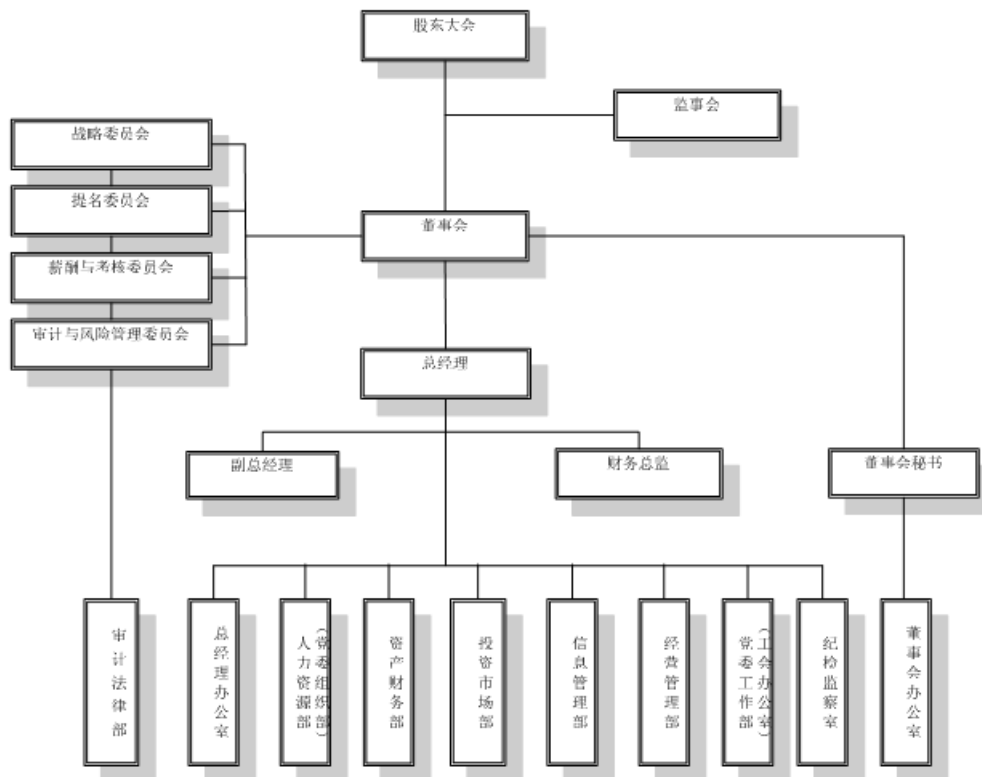 股东大会
监事会
战略委员会
提名委员会
董事会
薪酬与考核委员会
审计与风险管理委员会
总经理
副总经理
财务总监
董事会秘书
审计法律部
总经理办公室
人力资源部
（党委组织部）
资产财务部
投资市场部
信息管理部
经营管理部
党委工作部
（工会办公室）
纪检监察室
董事会办公室